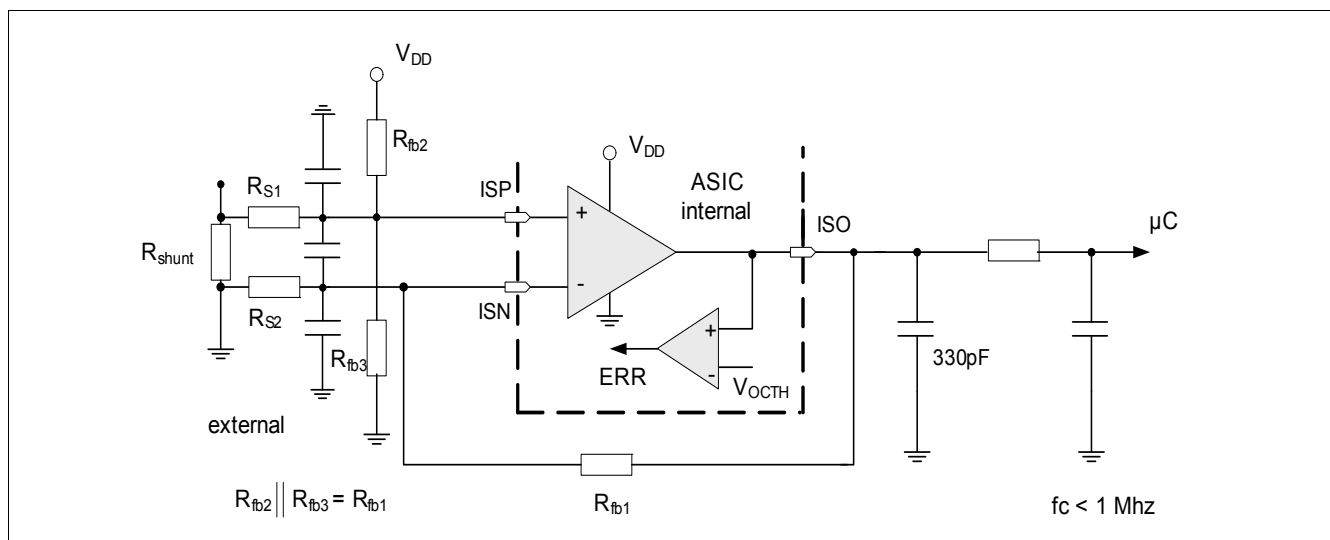 V_DD
R_fb2
V_DD
ASIC
internal
R_S1
ISP
+
ISO
µC
R_shunt
-
R_S2
ISN
+
330pF
R_fb3
ERR
-
V_OCTH
external
R_fb2 || R_fb3 = R_fb1
R_fb1
fc < 1 Mhz